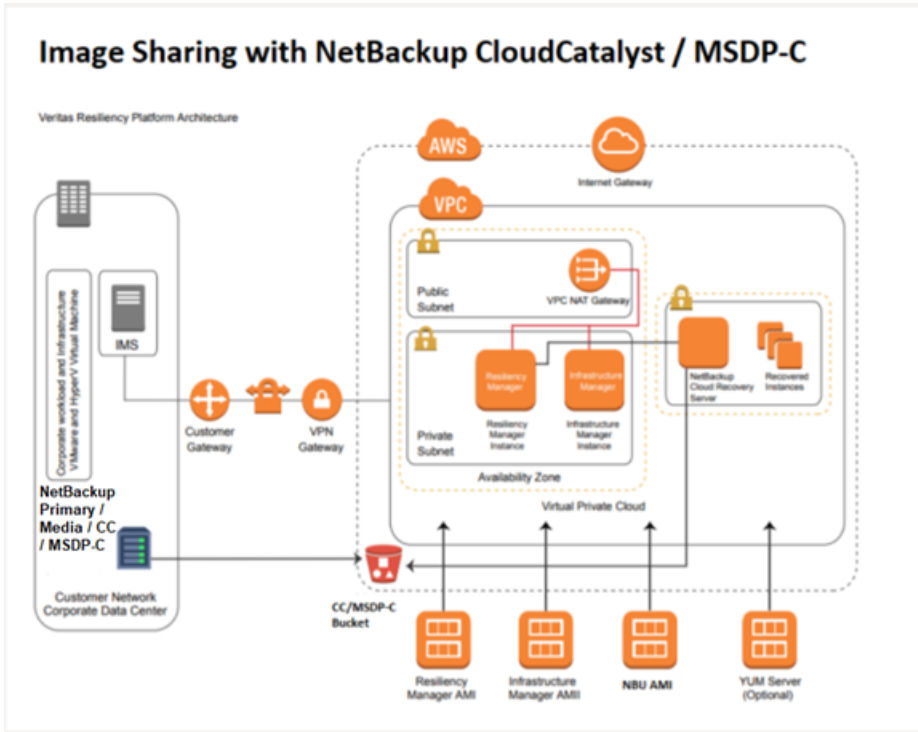 Image Sharing with NetBackup CloudCatalyst / MSDP-C
Veritas Resiliency Platform Architecture
AWS
Internet Gateway
VPC
Public
Subnet
VPC NAT Gateway
Corporate workload and Infrastructure
VMware and HyperV Virtual Machine
IMS
Customer
Gateway
VPN
Gateway
Resiliency
Manager
Infrastructure
Manager
Resiliency
Manager
Instance
Infrastructure
Manager
Instance
Private
Subnet
NetBackup
Cloud Recovery
Server
Recovered
Instances
Availability Zone
Virtual Private Cloud
NetBackup
Primary /
Media / CC
/ MSDP-C
Customer Network
Corporate Data Center
CC/MSDP-C
Bucket
Resiliency
Manager AMI
Infrastructure
Manager AMII
NBU AMI
YUM Server
(Optional)